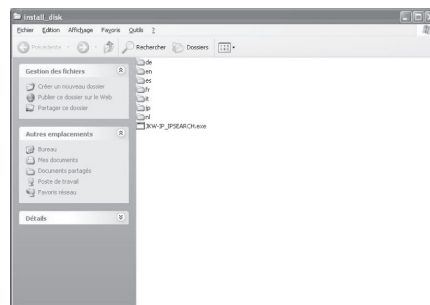 install_disk
Fichier Edition Affichage Favoris Outils ?
Précédente Rechercher Dossiers
Gestion des fichiers
Créer un nouveau dossier
Publier ce dossier sur le Web
Partager ce dossier
Autres emplacements
Bureau
Mes documents
Documents partagés
Poste de travail
Favoris réseau
Détails
de
en
es
fr
it
jp
nl
JKW-IP_IPSEARCH.exe